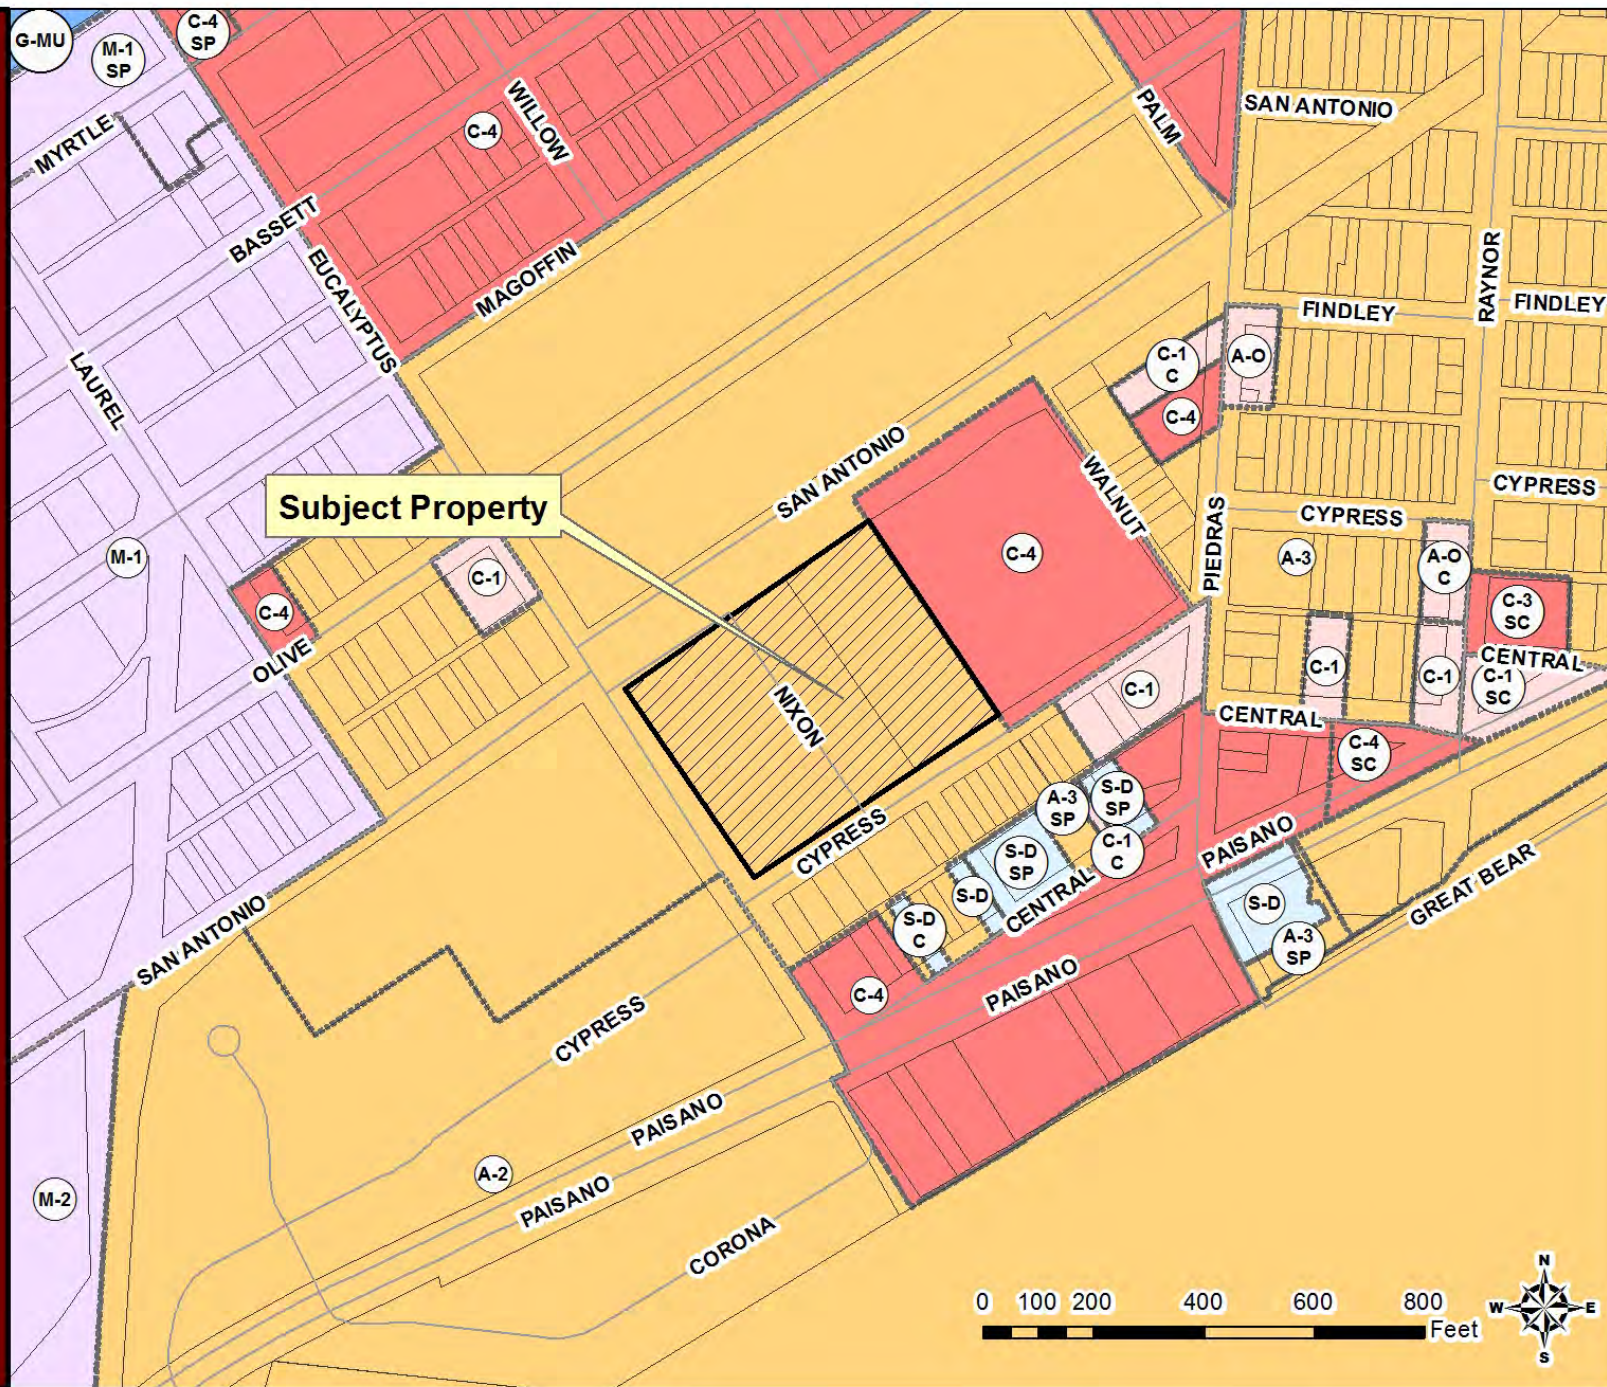 G-MU
C-4
SP
M-1
SP
WILLOW
PALM
SAN ANTONIO
C-4
MYRTLE
BASSETT
EUCALYPTUS
MAGOFFIN
RAYNOR
FINDLEY
FINDLEY
LAUREL
C-1
C
A-O
C-4
SAN ANTONIO
WALNUT
Subject Property
CYPRESS
CYPRESS
PIEDRAS
M-1
C-1
C-4
A-3
A-O
C
C-4
C-3
SC
OLIVE
CENTRAL
C-1
C-1
C-1
C-1
SC
NIXON
CENTRAL
C-4
SC
S-D
SP
A-3
SP
CYPRESS
PAISANO
C-1
C
S-D
SP
GREAT BEAR
S-D
CENTRAL
S-D
S-D
C
SAN ANTONIO
A-3
SP
PAISANO
C-4
CYPRESS
PAISANO
A-2
M-2
PAISANO
CORONA
N
0 100 200 400 600 800
W E
Feet
S